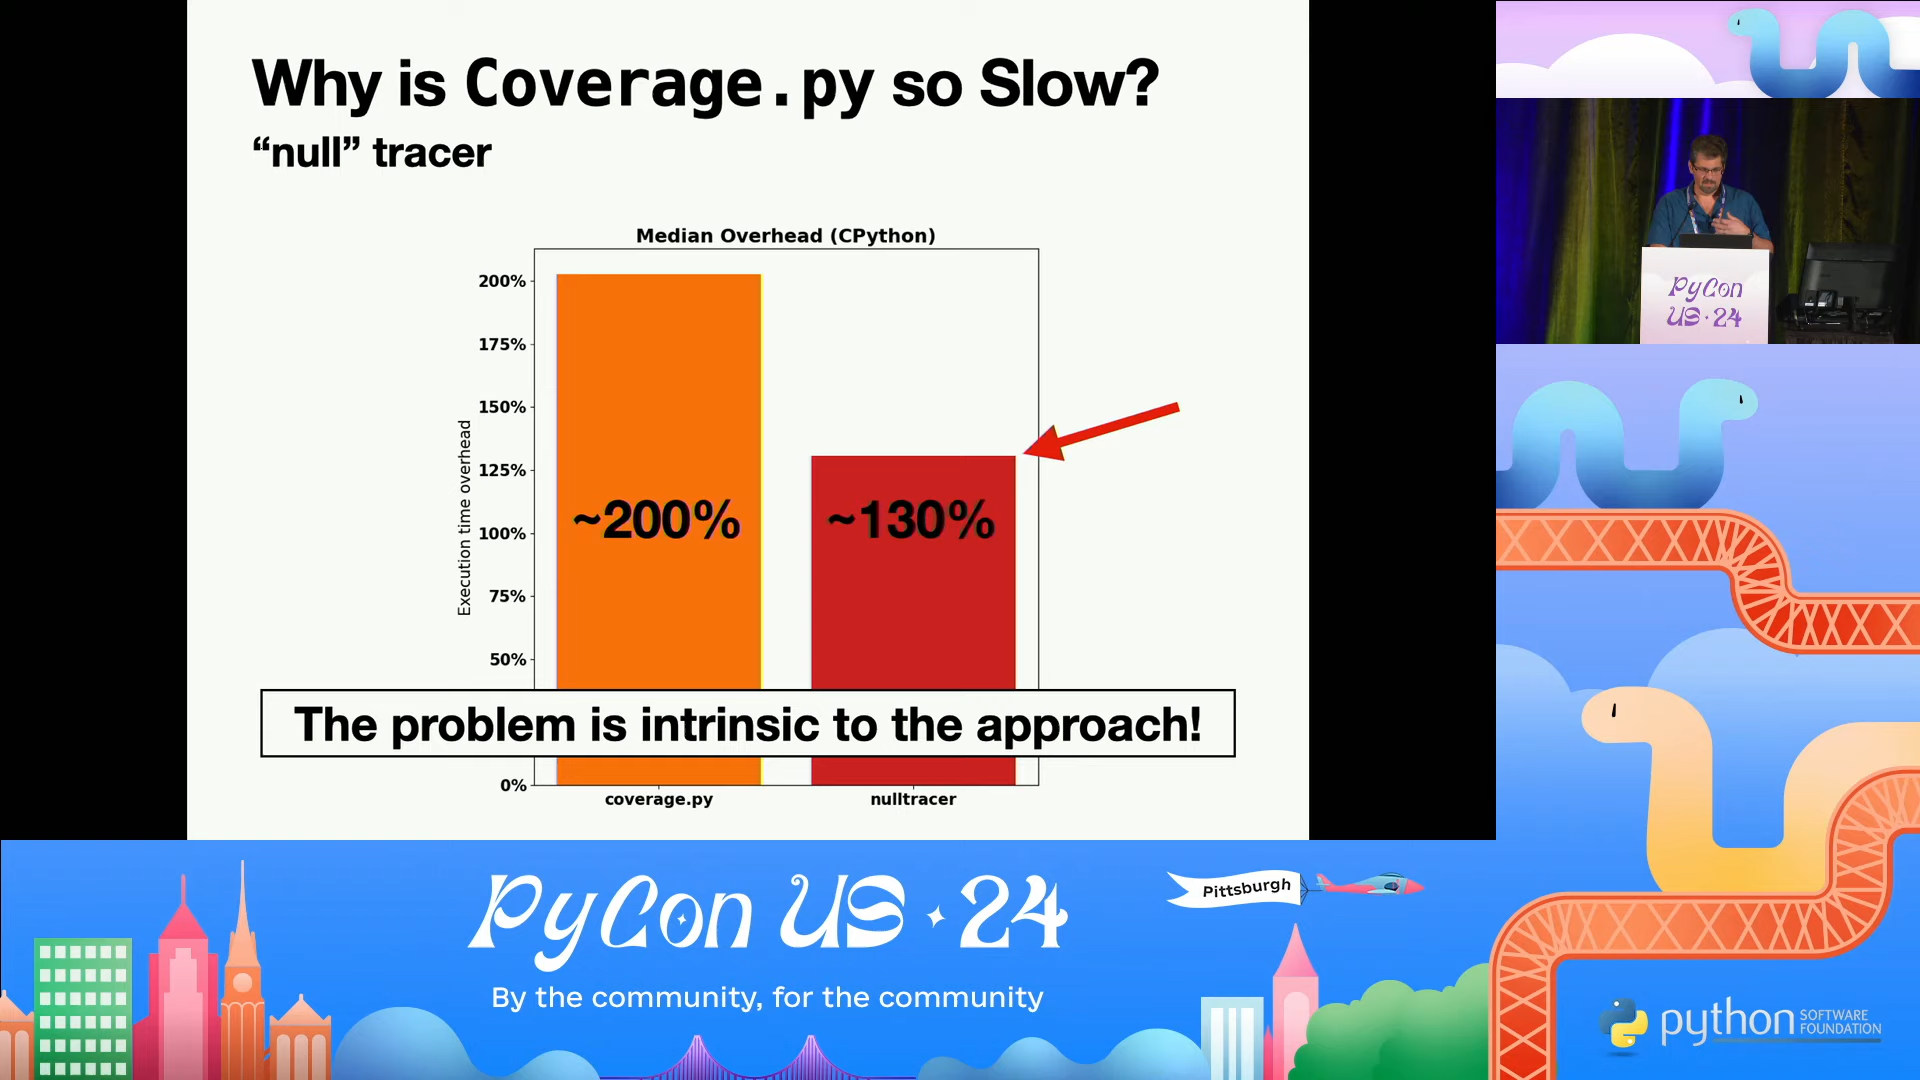 Why is Coverage.py so Slow?
“null” tracer
Median Overhead (CPython)
Execution time overhead
200%
175%
150%
125%
100%
75%
50%
0%
~200%
~130%
The problem is intrinsic to the approach!
coverage.py
nulltracer
PyCon
US·24
PyCon US·24
By the community, for the community
Pittsburgh
python
SOFTWARE
FOUNDATION